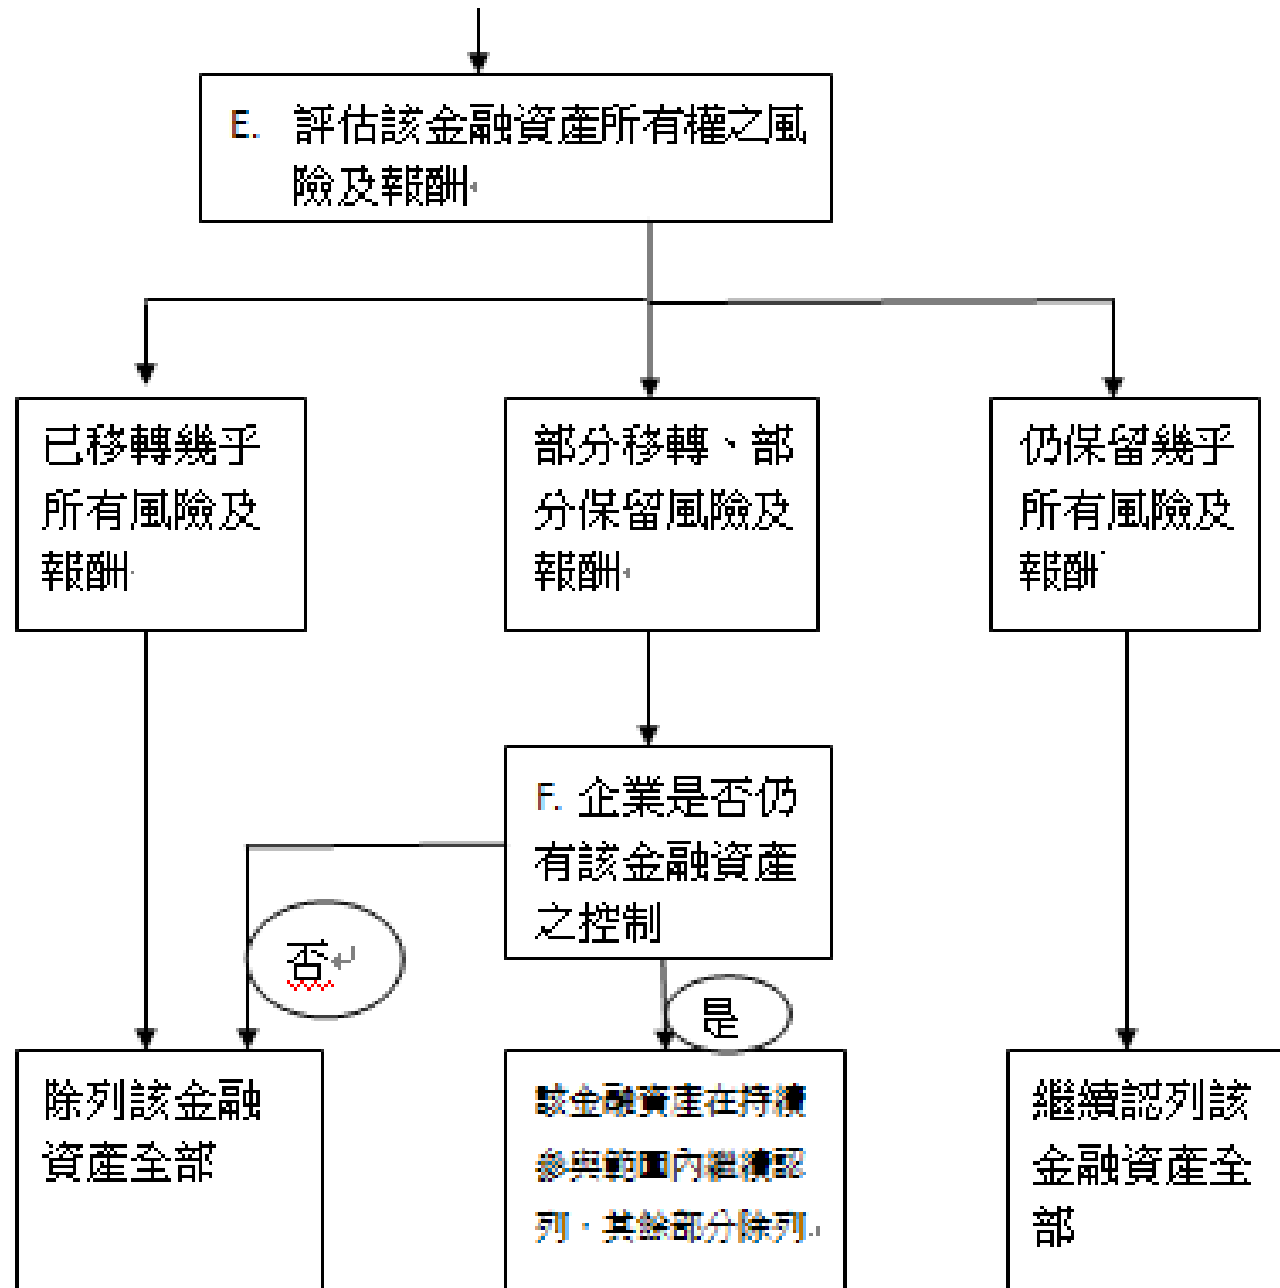 E. 評估該金融資產所有權之風
險及報酬
已移轉幾乎
所有風險及
報酬
部分移轉、部
分保留風險及
報酬
仍保留幾乎
所有風險及
報酬
F. 企業是否仍
有該金融資產
之控制
否
是
除列該金融
資產全部
該金融資產在持續
參與範圍內繼續認
列，其餘部分除列
繼續認列該
金融資產全
部